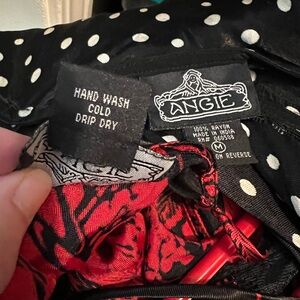 HAND WASH
COLD
DRIP DRY
ANGIE
100% RAYON
MADE IN INDIA
M
ON REVERSE